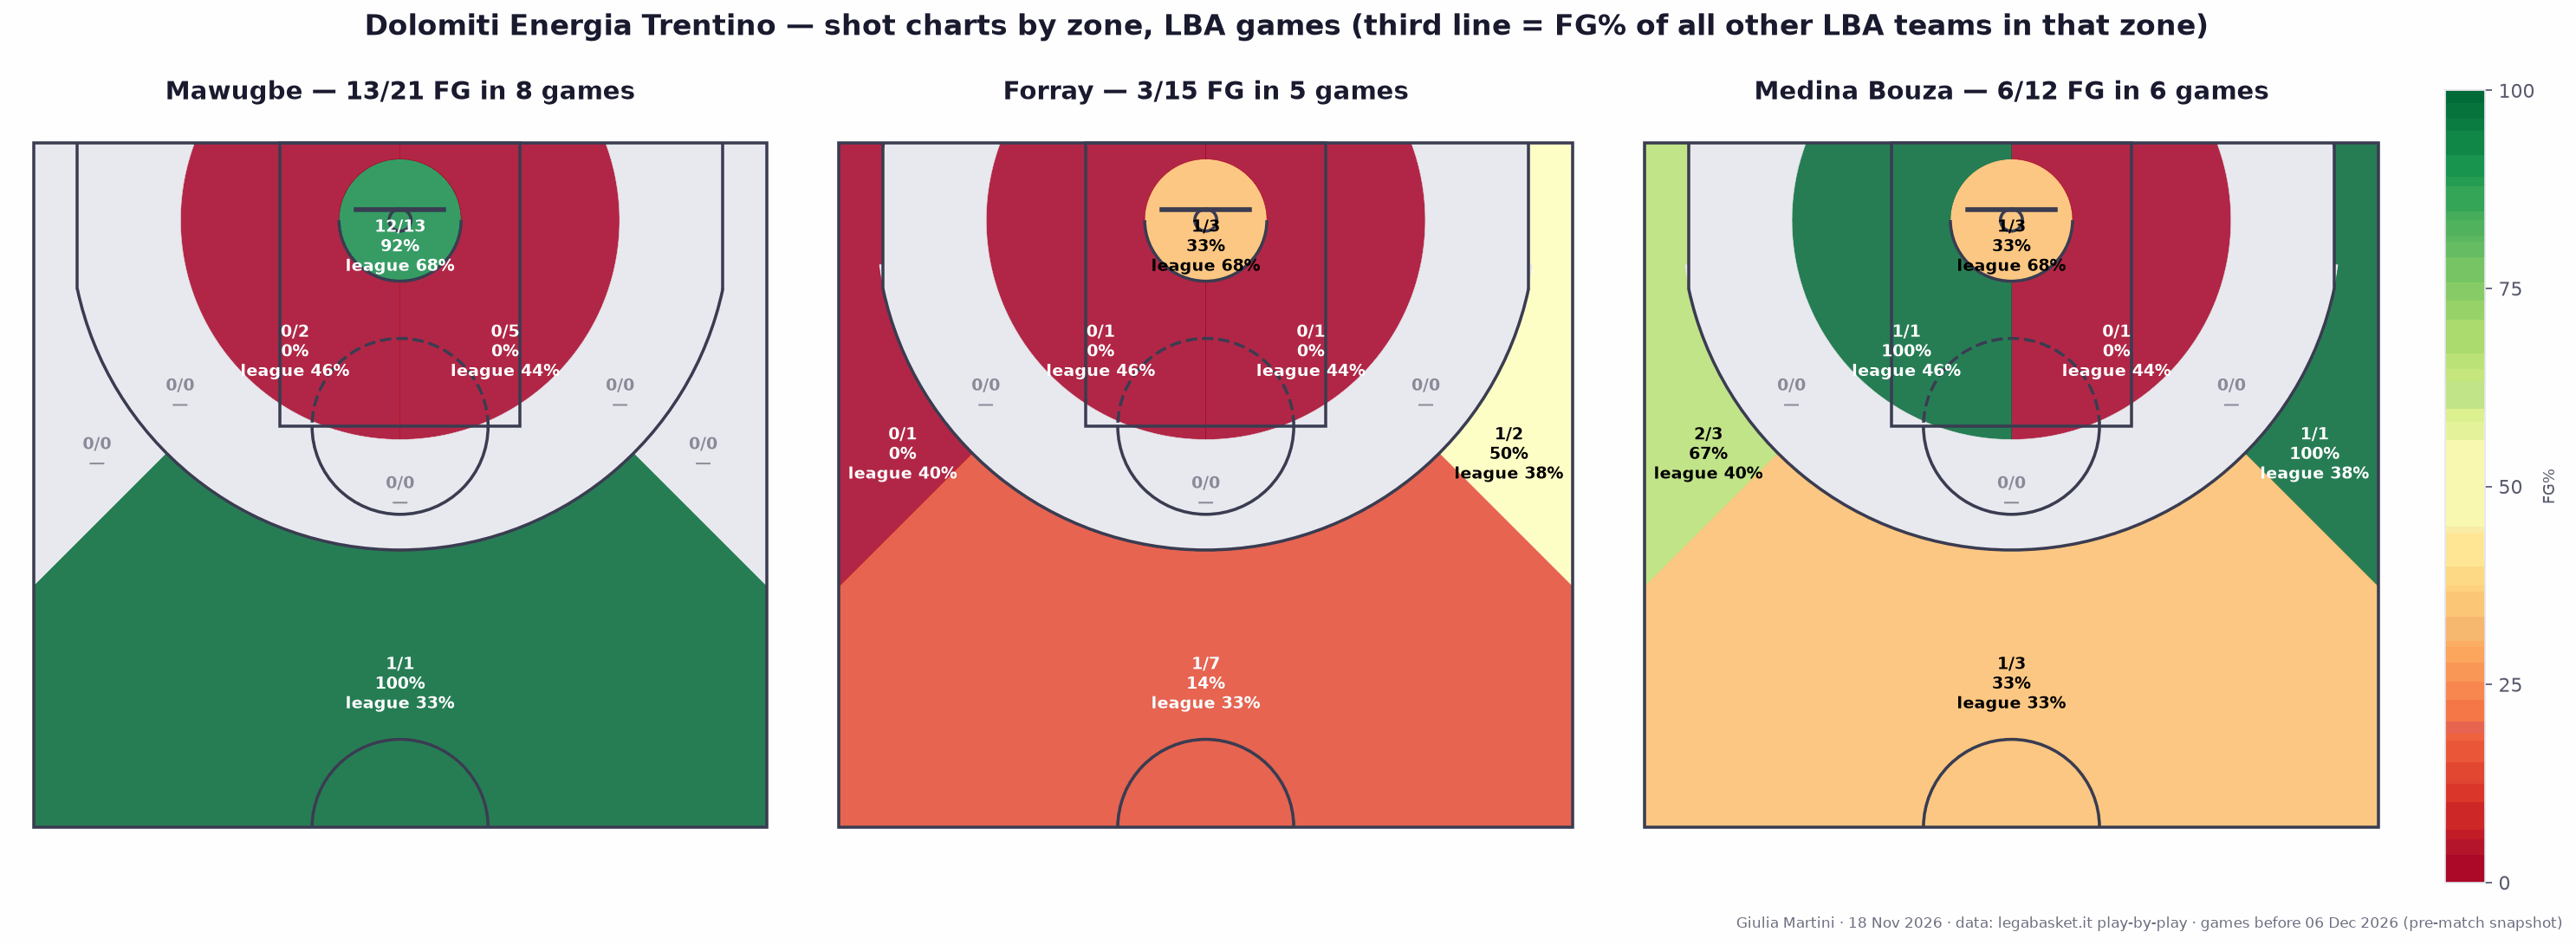 Dolomiti Energia Trentino — shot charts by zone, LBA games (third line = FG% of all other LBA teams in that zone)
Mawugbe — 13/21 FG in 8 games
12/13
92%
league 68%
0/2
0%
league 46%
0/5
0%
league 44%
0/0
—
0/0
—
0/0
—
0/0
—
0/0
—
1/1
100%
league 33%
Forray — 3/15 FG in 5 games
1/3
33%
league 68%
0/1
0%
league 46%
0/1
0%
league 44%
0/0
—
0/0
—
0/1
0%
league 40%
1/2
50%
league 38%
0/0
—
1/7
14%
league 33%
Medina Bouza — 6/12 FG in 6 games
1/3
33%
league 68%
1/1
100%
league 46%
0/1
0%
league 44%
0/0
—
0/0
—
2/3
67%
league 40%
1/1
100%
league 38%
0/0
—
1/3
33%
league 33%
100
75
50
25
0
FG%
Giulia Martini · 18 Nov 2026 · data: legabasket.it play-by-play · games before 06 Dec 2026 (pre-match snapshot)